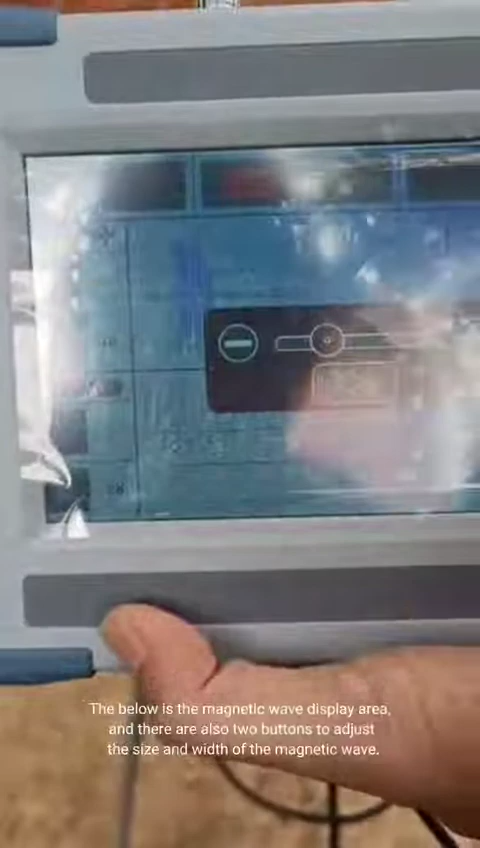 The below is the magnetic wave display area,
and there are also two buttons to adjust
the size and width of the magnetic wave.